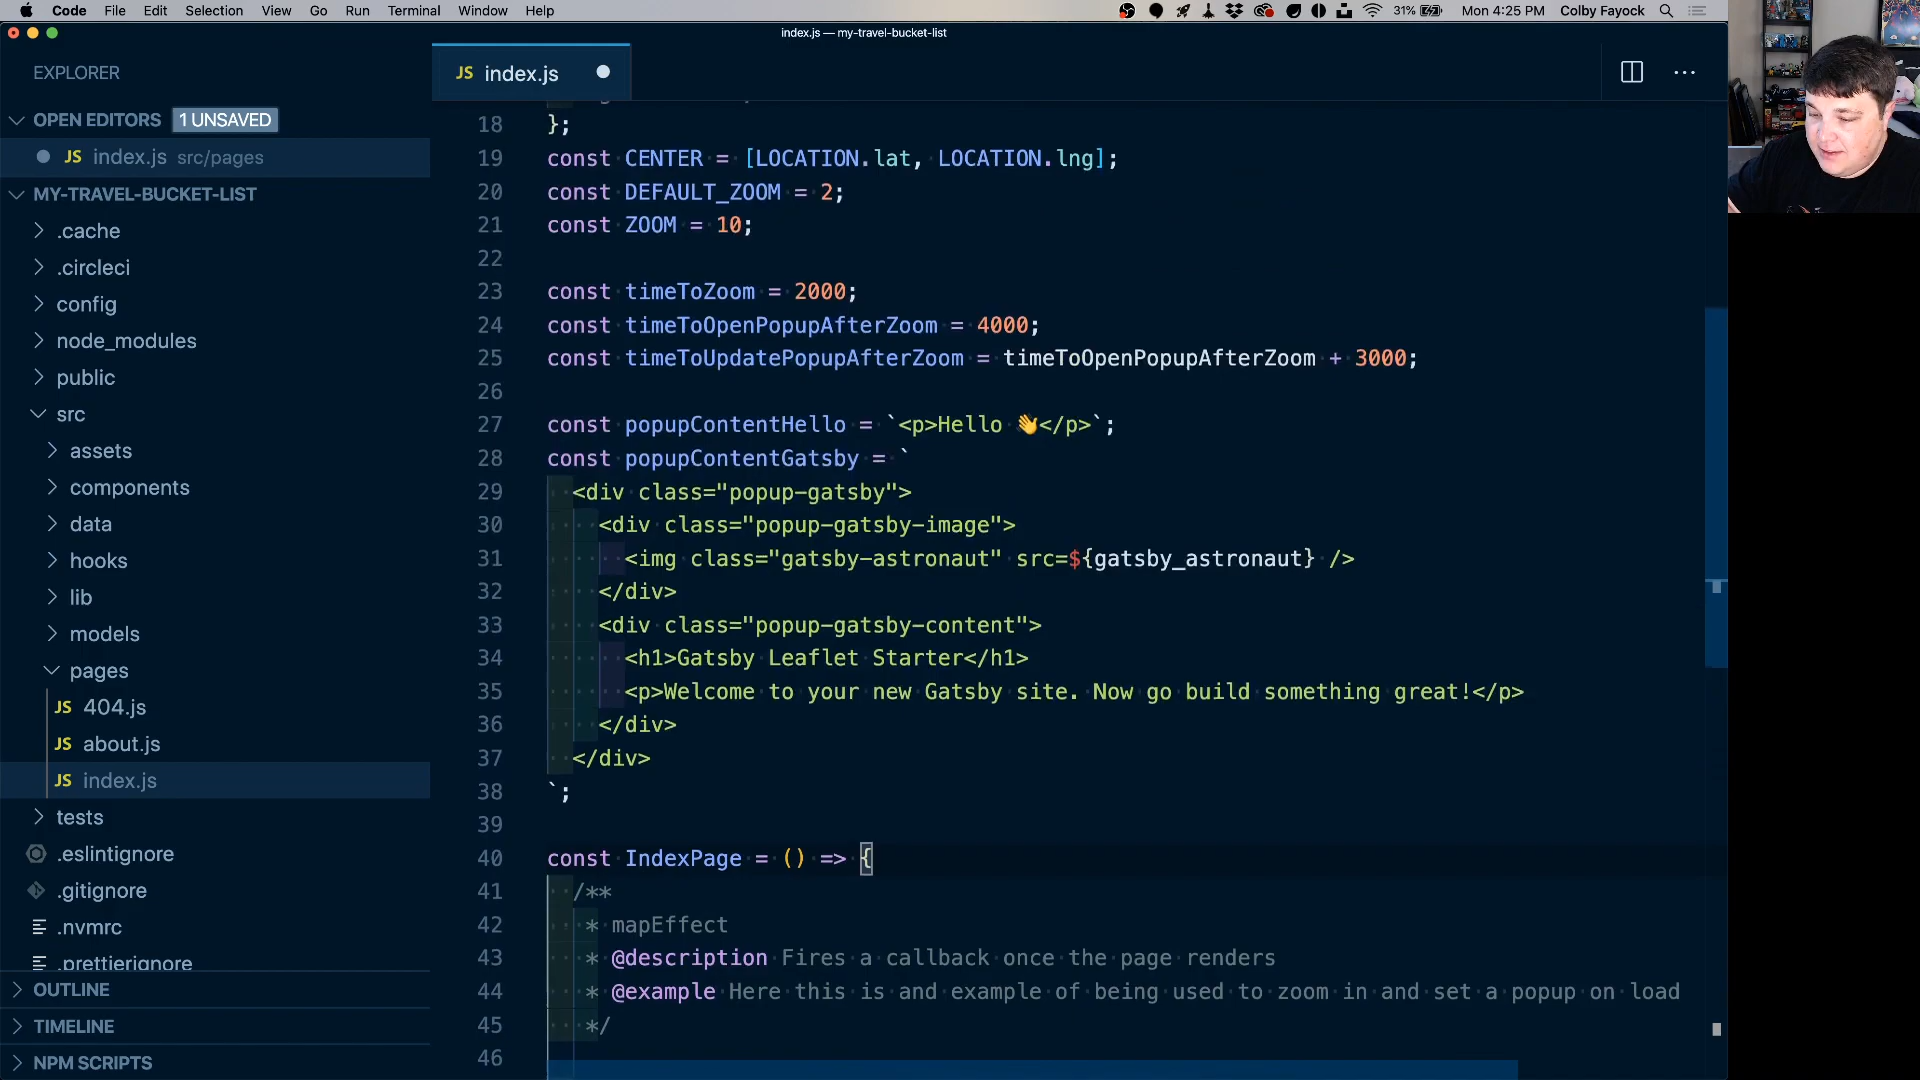 Code File Edit Selection View Go Run Terminal Window Help 31% Mon 4:25 PM Colby Fayock
index.js — my-travel-bucket-list
EXPLORER
JS index.js
OPEN EDITORS 1 UNSAVED
JS index.js src/pages
MY-TRAVEL-BUCKET-LIST
.cache
.circleci
config
node_modules
public
src
assets
components
data
hooks
lib
models
pages
JS 404.js
JS about.js
JS index.js
tests
.eslintignore
.gitignore
.nvmrc
.prettierignore
OUTLINE
TIMELINE
NPM SCRIPTS
18 };
19 const CENTER = [LOCATION.lat, LOCATION.lng];
20 const DEFAULT_ZOOM = 2;
21 const ZOOM = 10;
22
23 const timeToZoom = 2000;
24 const timeToOpenPopupAfterZoom = 4000;
25 const timeToUpdatePopupAfterZoom = timeToOpenPopupAfterZoom + 3000;
26
27 const popupContentHello = `<p>Hello 👋</p>`;
28 const popupContentGatsby = `
29 <div class="popup-gatsby">
30 <div class="popup-gatsby-image">
31 <img class="gatsby-astronaut" src=${gatsby_astronaut} />
32 </div>
33 <div class="popup-gatsby-content">
34 <h1>Gatsby Leaflet Starter</h1>
35 <p>Welcome to your new Gatsby site. Now go build something great!</p>
36 </div>
37 </div>
38 `;
39
40 const IndexPage = () => {
41 /**
42 * mapEffect
43 * @description Fires a callback once the page renders
44 * @example Here this is and example of being used to zoom in and set a popup on load
45 */
46